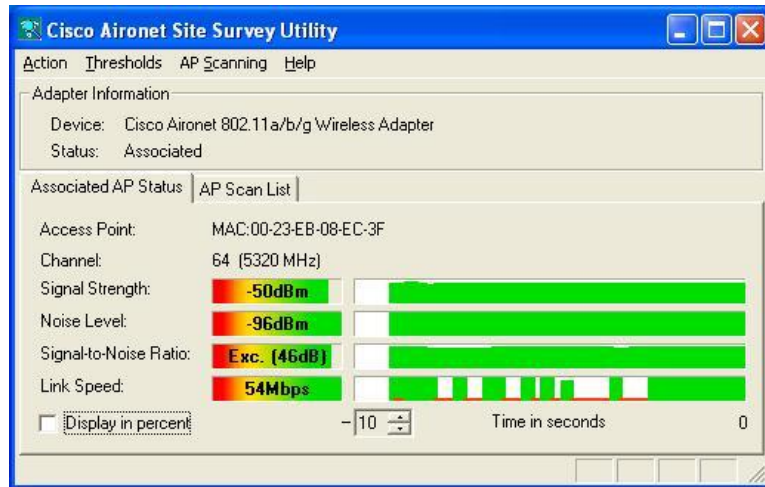 Cisco Aironet Site Survey Utility
Action Thresholds AP Scanning Help
Adapter Information
Device: Cisco Aironet 802.11a/b/g Wireless Adapter
Status: Associated
Associated AP Status AP Scan List
Access Point: MAC:00-23-EB-08-EC-3F
Channel: 64 (5320 MHz)
Signal Strength: -50dBm
Noise Level: -96dBm
Signal-to-Noise Ratio: Exc. (46dB)
Link Speed: 54Mbps
Display in percent - 10 Time in seconds 0